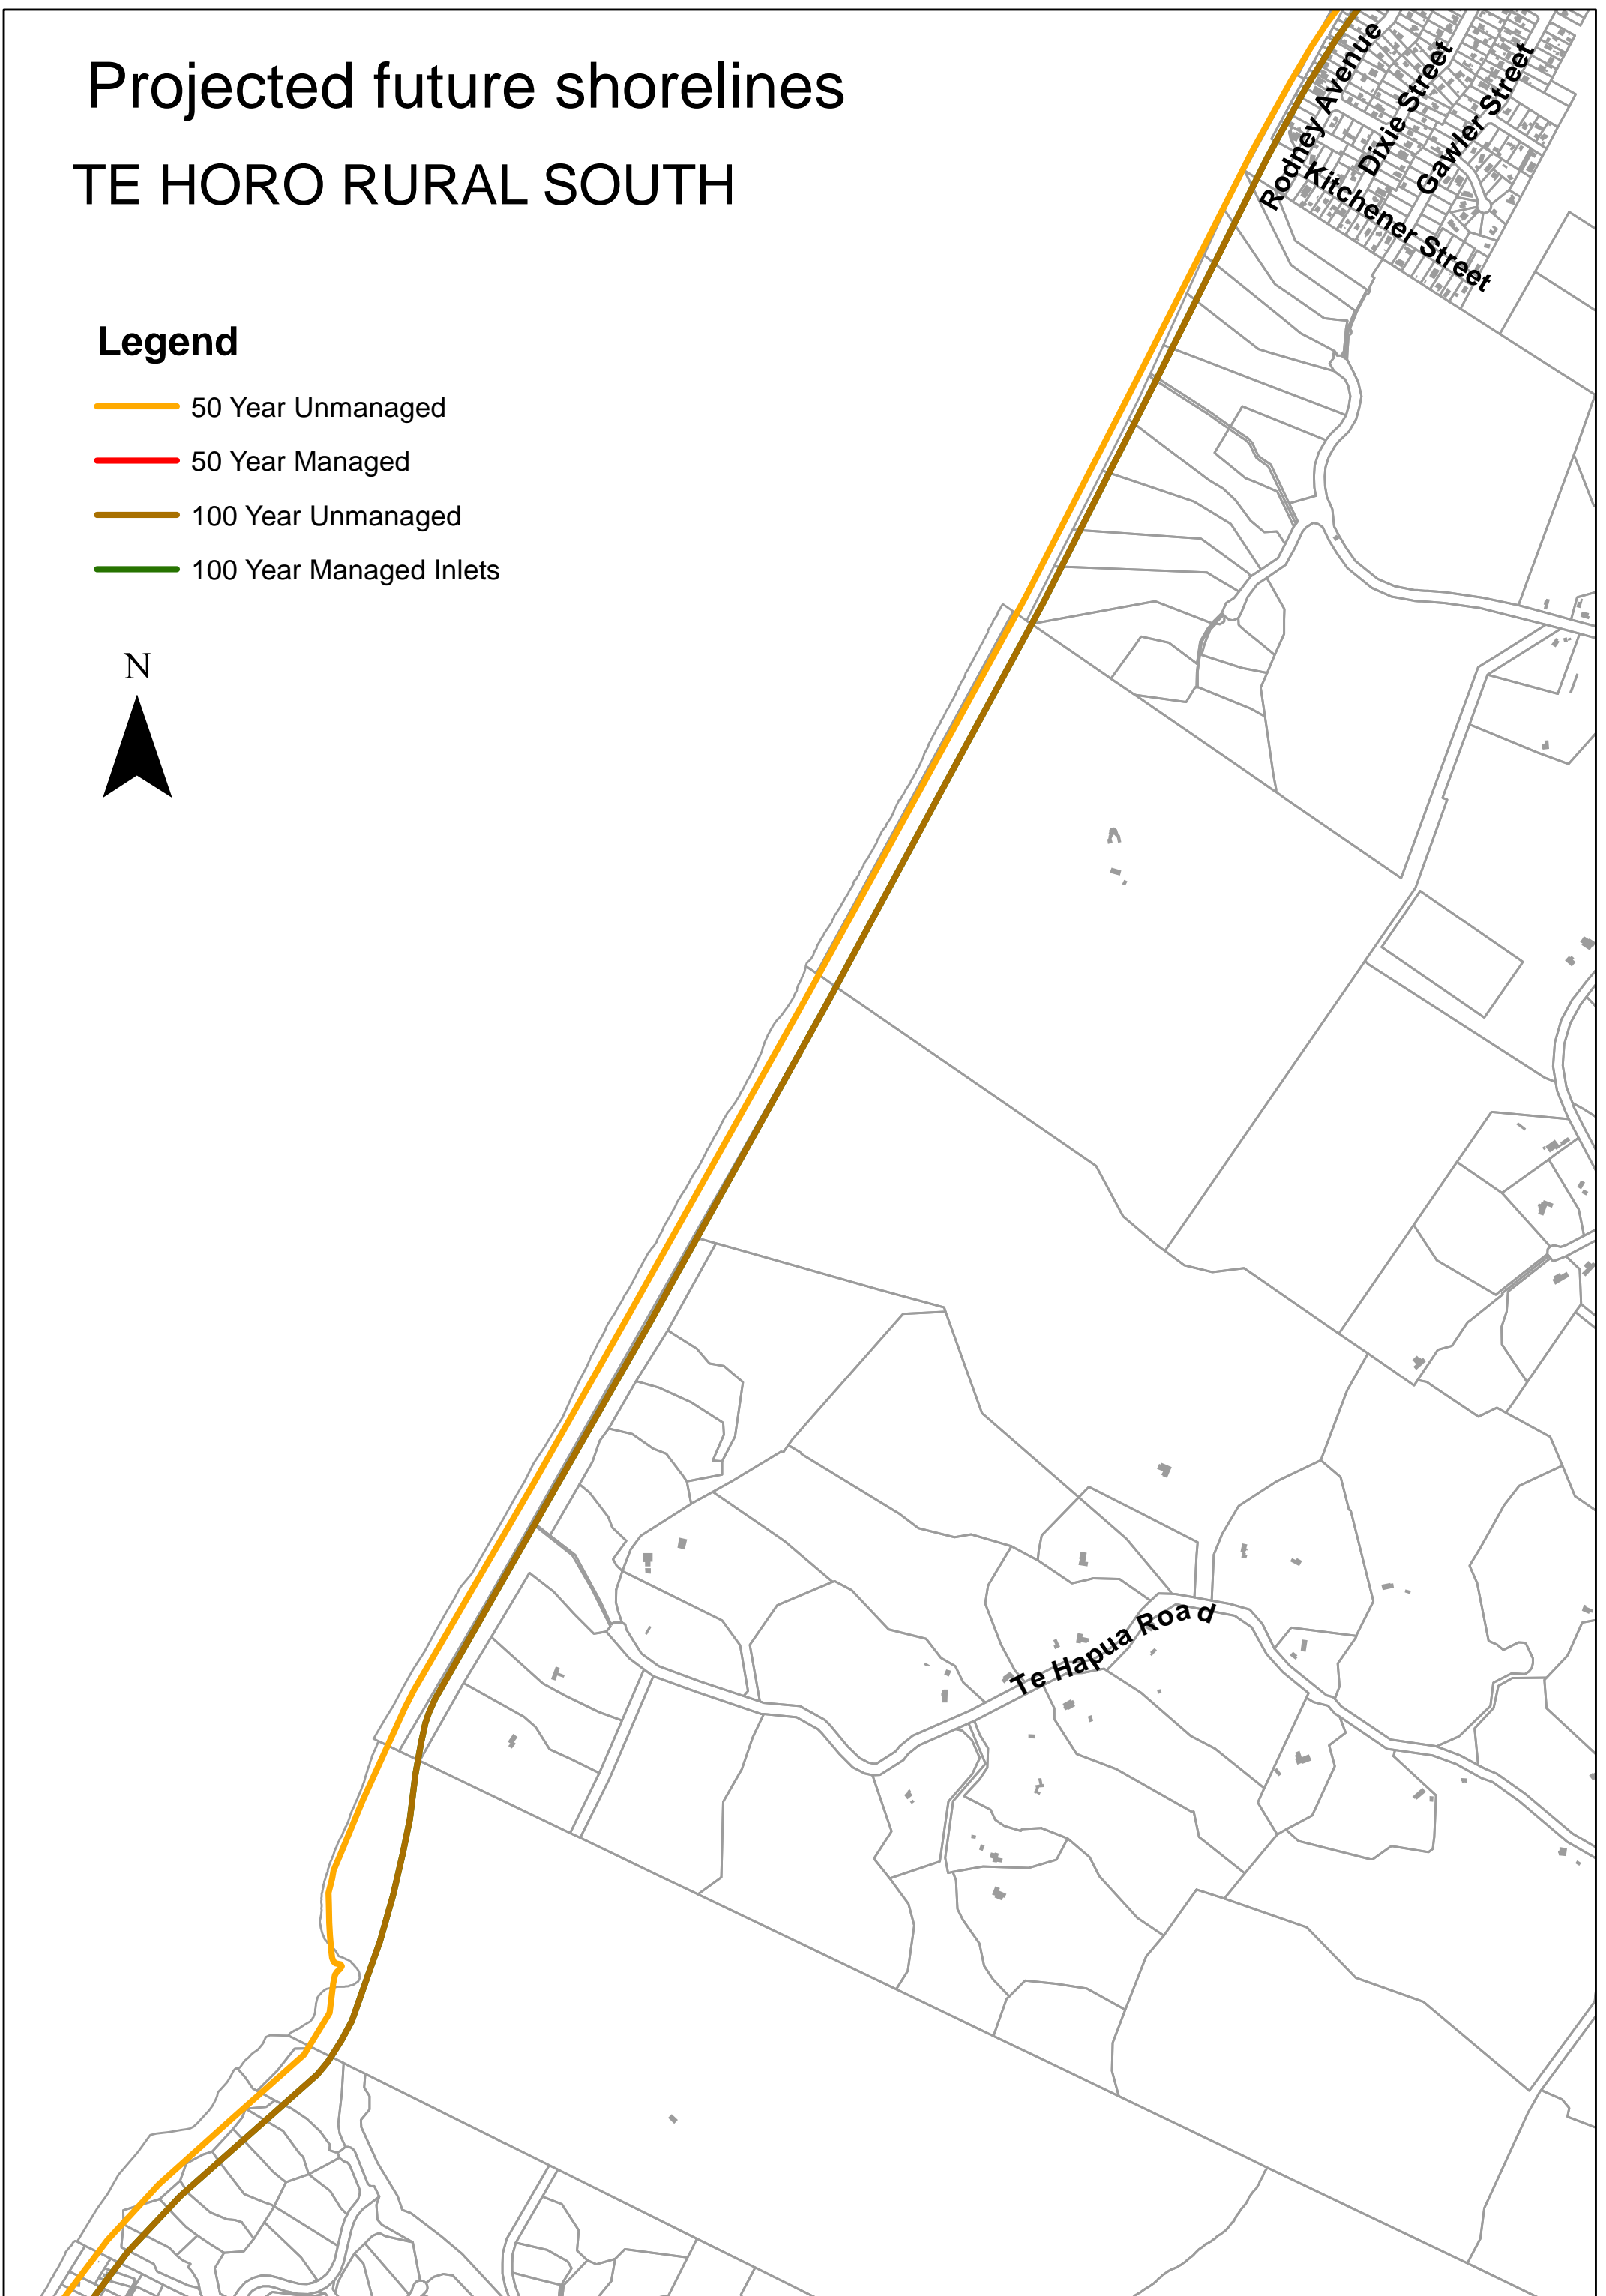 Projected future shorelines
TE HORO RURAL SOUTH
Legend
50 Year Unmanaged
50 Year Managed
100 Year Unmanaged
100 Year Managed Inlets
N
Rodney Avenue
Dixie Street
Gawler Street
Kitchener Street
Te Hapua Road